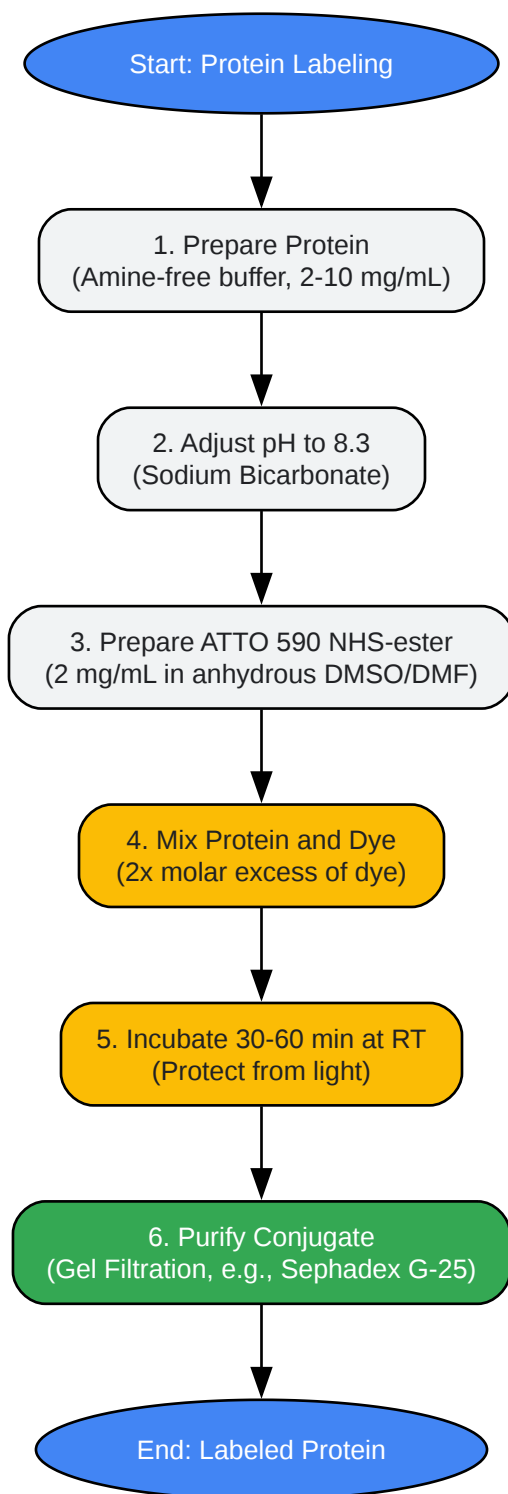 Start: Protein Labeling
1. Prepare Protein
(Amine-free buffer, 2-10 mg/mL)
2. Adjust pH to 8.3
(Sodium Bicarbonate)
3. Prepare ATTO 590 NHS-ester
(2 mg/mL in anhydrous DMSO/DMF)
4. Mix Protein and Dye
(2x molar excess of dye)
5. Incubate 30-60 min at RT
(Protect from light)
6. Purify Conjugate
(Gel Filtration, e.g., Sephadex G-25)
End: Labeled Protein